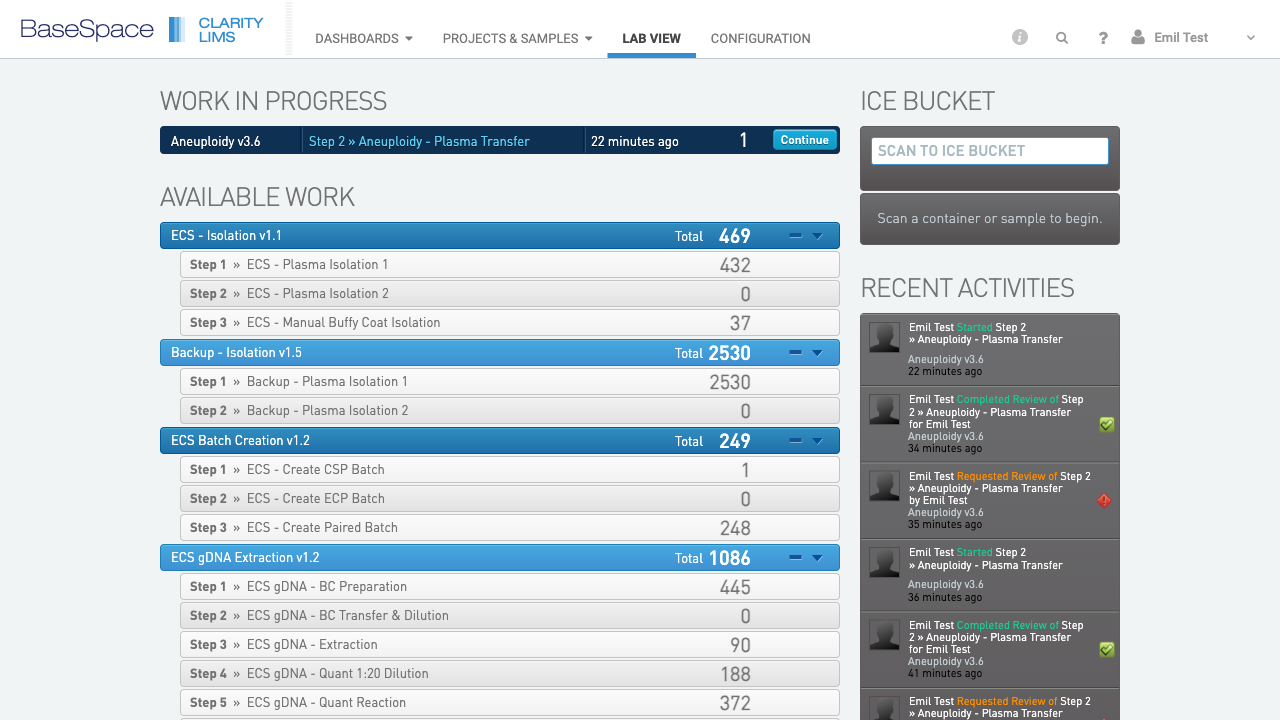 BaseSpace
CLARITY
LIMS
DASHBOARDS
PROJECTS & SAMPLES
LAB VIEW
CONFIGURATION
Emil Test
WORK IN PROGRESS
Aneuploidy v3.6
Step 2 » Aneuploidy - Plasma Transfer
22 minutes ago
1
Continue
AVAILABLE WORK
ECS - Isolation v1.1 Total 469
Step 1 » ECS - Plasma Isolation 1 432
Step 2 » ECS - Plasma Isolation 2 0
Step 3 » ECS - Manual Buffy Coat Isolation 37
Backup - Isolation v1.5 Total 2530
Step 1 » Backup - Plasma Isolation 1 2530
Step 2 » Backup - Plasma Isolation 2 0
ECS Batch Creation v1.2 Total 249
Step 1 » ECS - Create CSP Batch 1
Step 2 » ECS - Create ECP Batch 0
Step 3 » ECS - Create Paired Batch 248
ECS gDNA Extraction v1.2 Total 1086
Step 1 » ECS gDNA - BC Preparation 445
Step 2 » ECS gDNA - BC Transfer & Dilution 0
Step 3 » ECS gDNA - Extraction 90
Step 4 » ECS gDNA - Quant 1:20 Dilution 188
Step 5 » ECS gDNA - Quant Reaction 372
ICE BUCKET
SCAN TO ICE BUCKET
Scan a container or sample to begin.
RECENT ACTIVITIES
Emil Test Started Step 2
» Aneuploidy - Plasma Transfer
Aneuploidy v3.6
22 minutes ago
Emil Test Completed Review of Step
2 » Aneuploidy - Plasma Transfer
for Emil Test
Aneuploidy v3.6
34 minutes ago
Emil Test Requested Review of Step 2
» Aneuploidy - Plasma Transfer
by Emil Test
Aneuploidy v3.6
35 minutes ago
Emil Test Started Step 2
» Aneuploidy - Plasma Transfer
Aneuploidy v3.6
36 minutes ago
Emil Test Completed Review of Step
2 » Aneuploidy - Plasma Transfer
for Emil Test
Aneuploidy v3.6
41 minutes ago
Emil Test Requested Review of Step 2
» Aneuploidy - Plasma Transfer